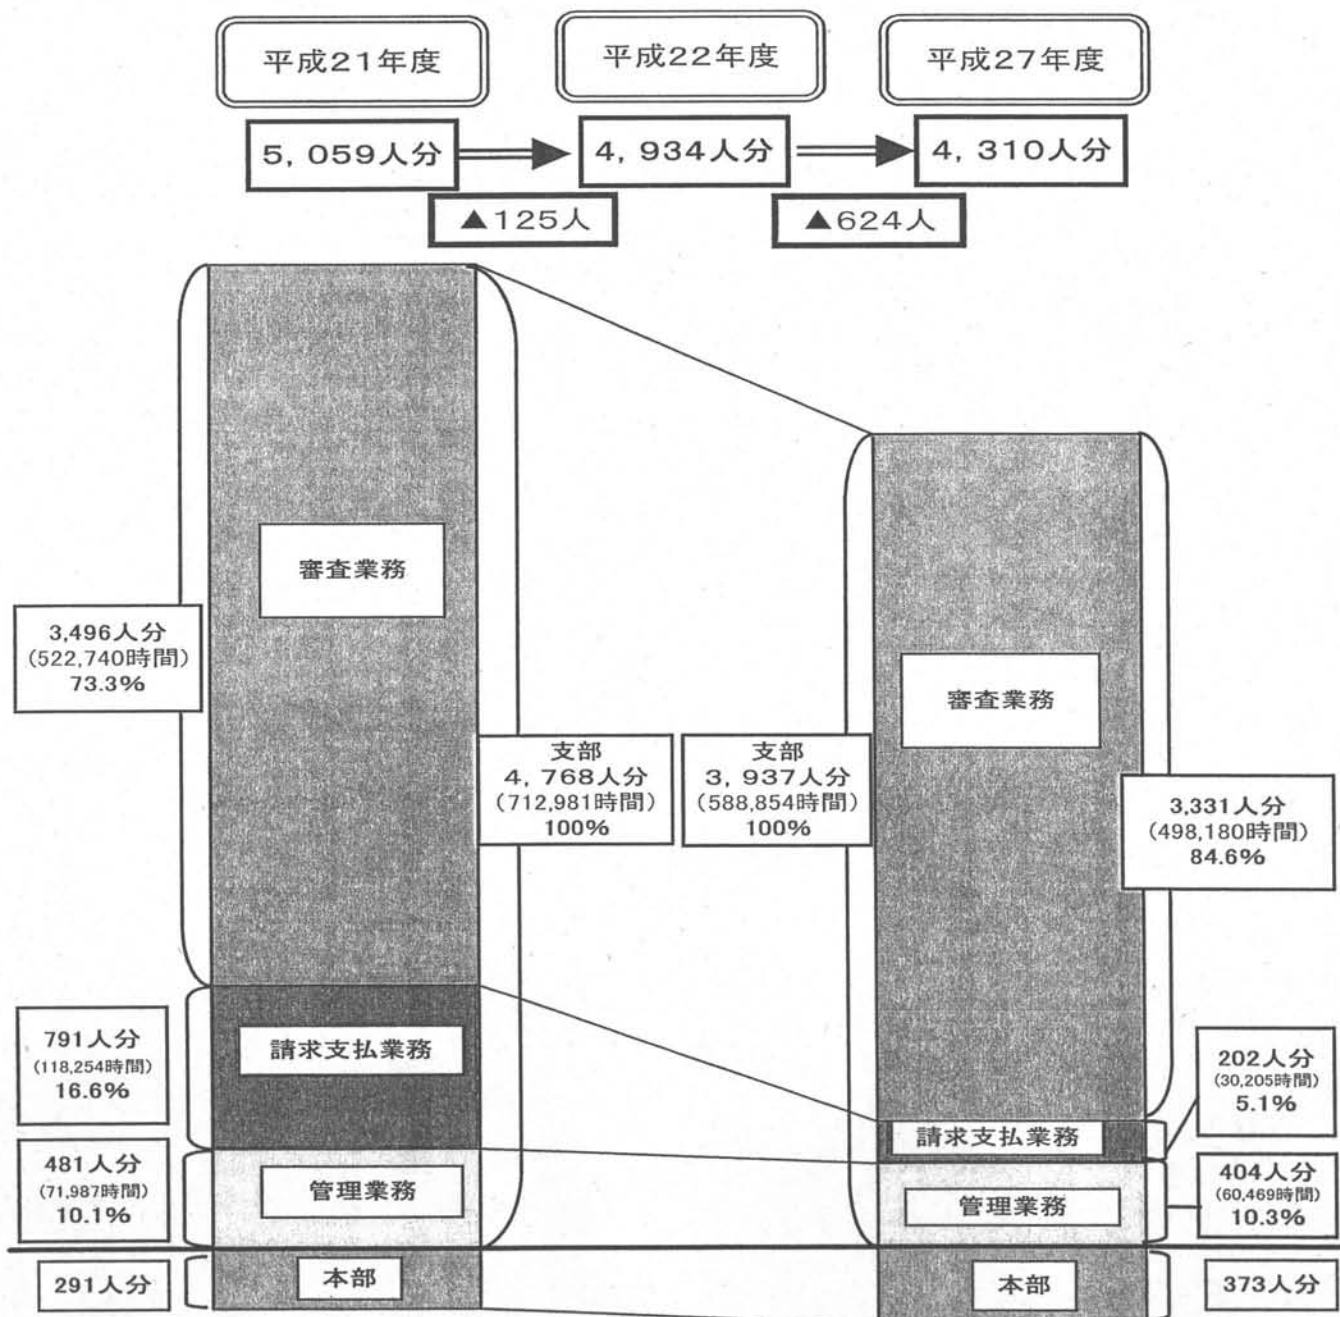 平成21年度
平成22年度
平成27年度
5,059人分
4,934人分
4,310人分
▲125人
▲624人
審査業務
審査業務
3,496人分
(522,740時間)
73.3%
支部
4,768人分
(712,981時間)
100%
支部
3,937人分
(588,854時間)
100%
3,331人分
(498,180時間)
84.6%
791人分
(118,254時間)
16.6%
請求支払業務
請求支払業務
202人分
(30,205時間)
5.1%
481人分
(71,987時間)
10.1%
管理業務
管理業務
404人分
(60,469時間)
10.3%
291人分
本部
本部
373人分